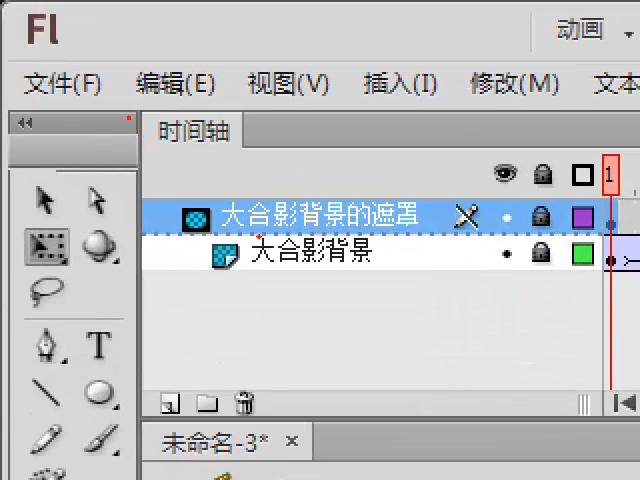 Fl 动画
文件(F) 编辑(E) 视图(V) 插入(I) 修改(M) 文本
时间轴
1
大合影背景的遮罩
大合影背景
T
未命名-3* ×